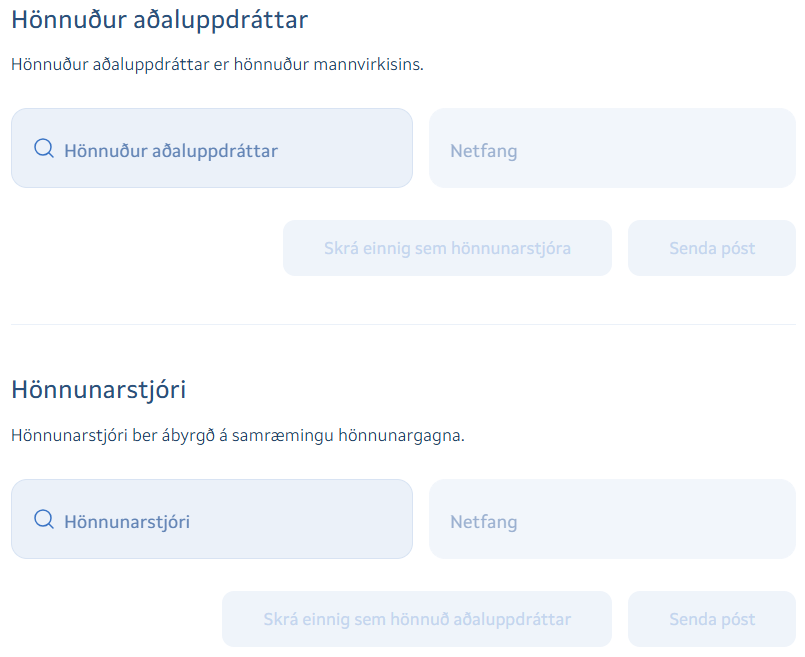 Hönnuður aðaluppdráttar
Hönnuður aðaluppdráttar er hönnuður mannvirkisins.
Hönnuður aðaluppdráttar
Netfang
Skrá einnig sem hönnunarstjóra
Senda póst
Hönnunarstjóri
Hönnunarstjóri ber ábyrgð á samræmingu hönnunargagna.
Hönnunarstjóri
Netfang
Skrá einnig sem hönnuð aðaluppdráttar
Senda póst